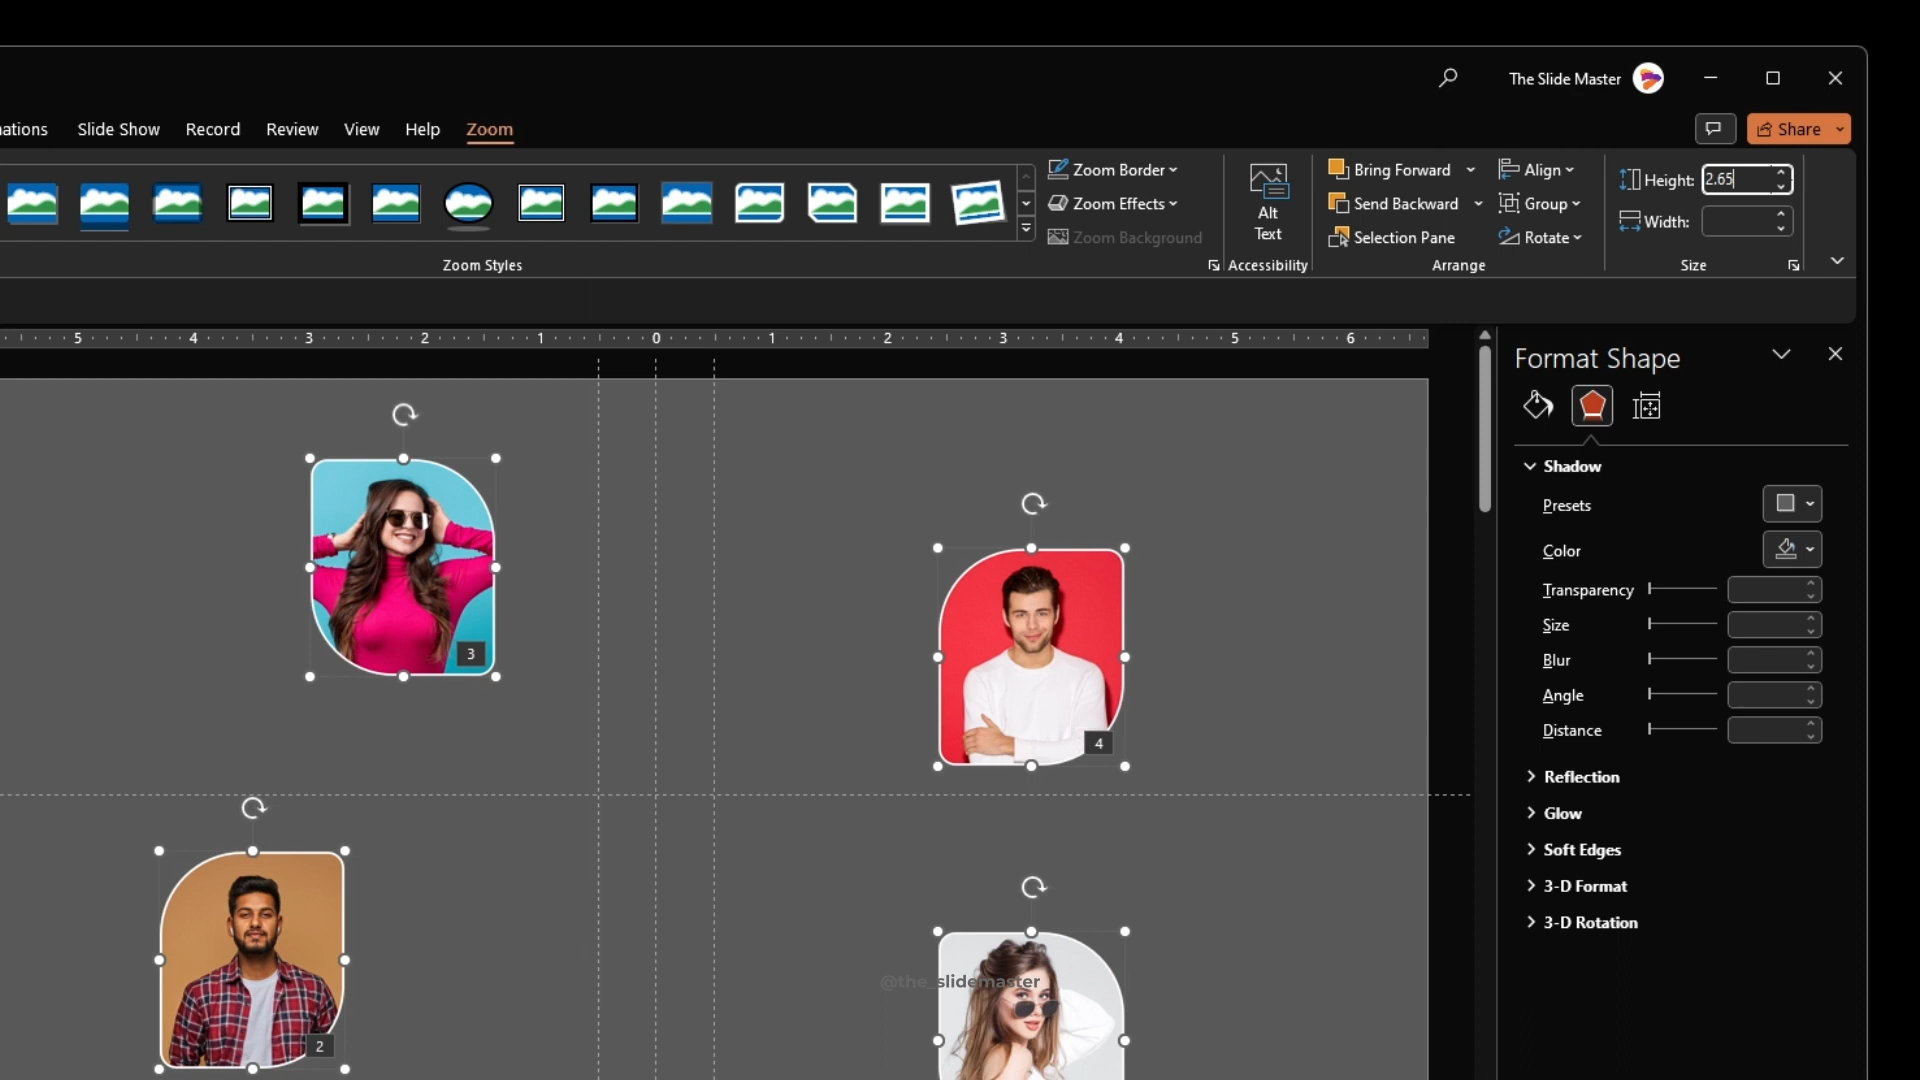 The Slide Master
ations Slide Show Record Review View Help Zoom
Share
Zoom Border
Zoom Effects
Zoom Background
Zoom Styles
Alt
Text
Accessibility
Bring Forward
Send Backward
Selection Pane
Align
Group
Rotate
Arrange
Height: 2.65
Width:
Size
5 4 3 2 1 0 1 2 3 4 5 6
Format Shape
Shadow
Presets
Color
Transparency
Size
Blur
Angle
Distance
Reflection
Glow
Soft Edges
3-D Format
3-D Rotation
3
4
2
@the_slidemaster